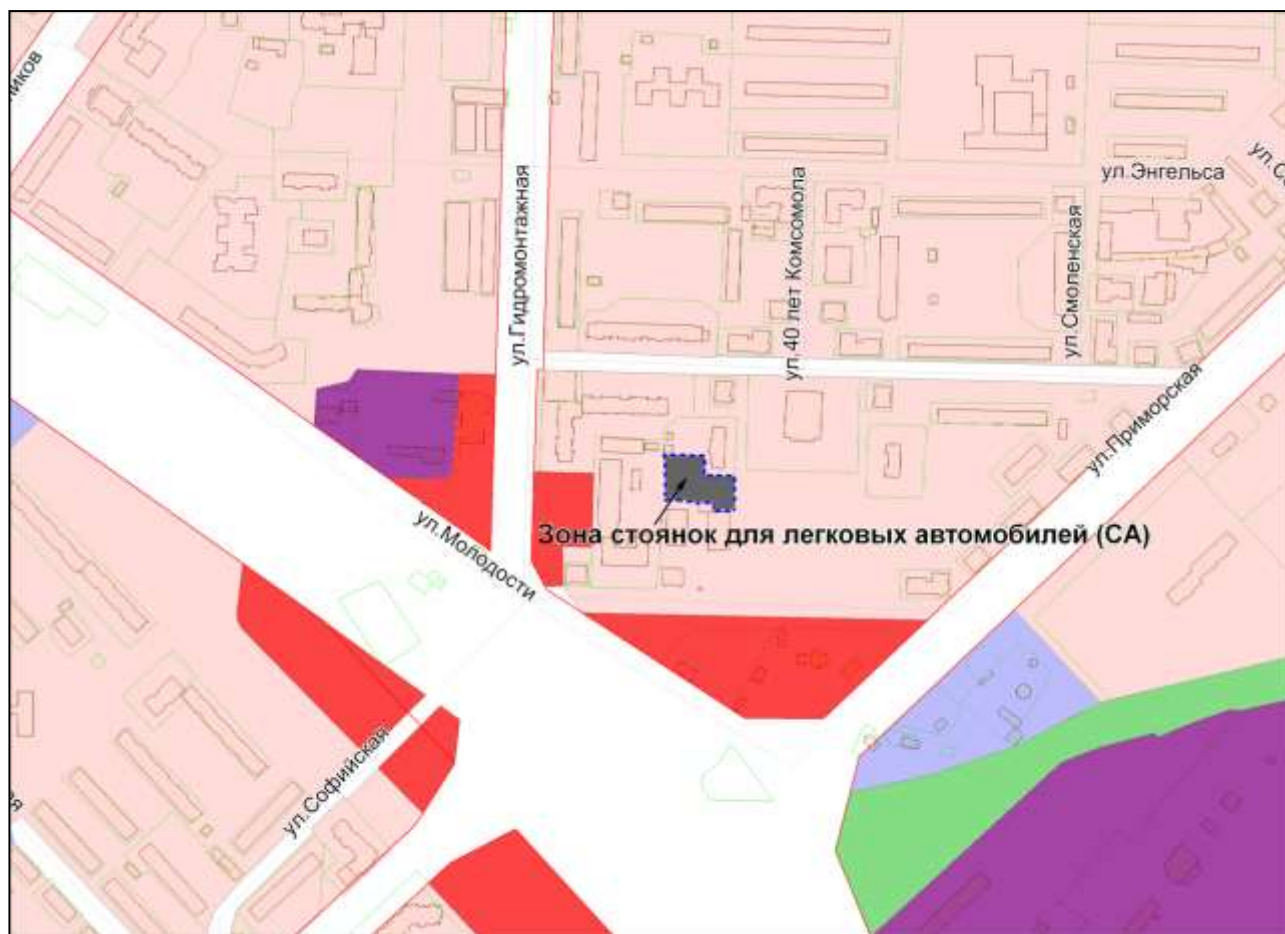 ул.Энгельса
ул.Гидромонтажная
ул.40 лет Комсомола
ул.Смоленская
ул.Приморская
Зона стоянок для легковых автомобилей (СА)
ул.Молодости
ул.Софийская